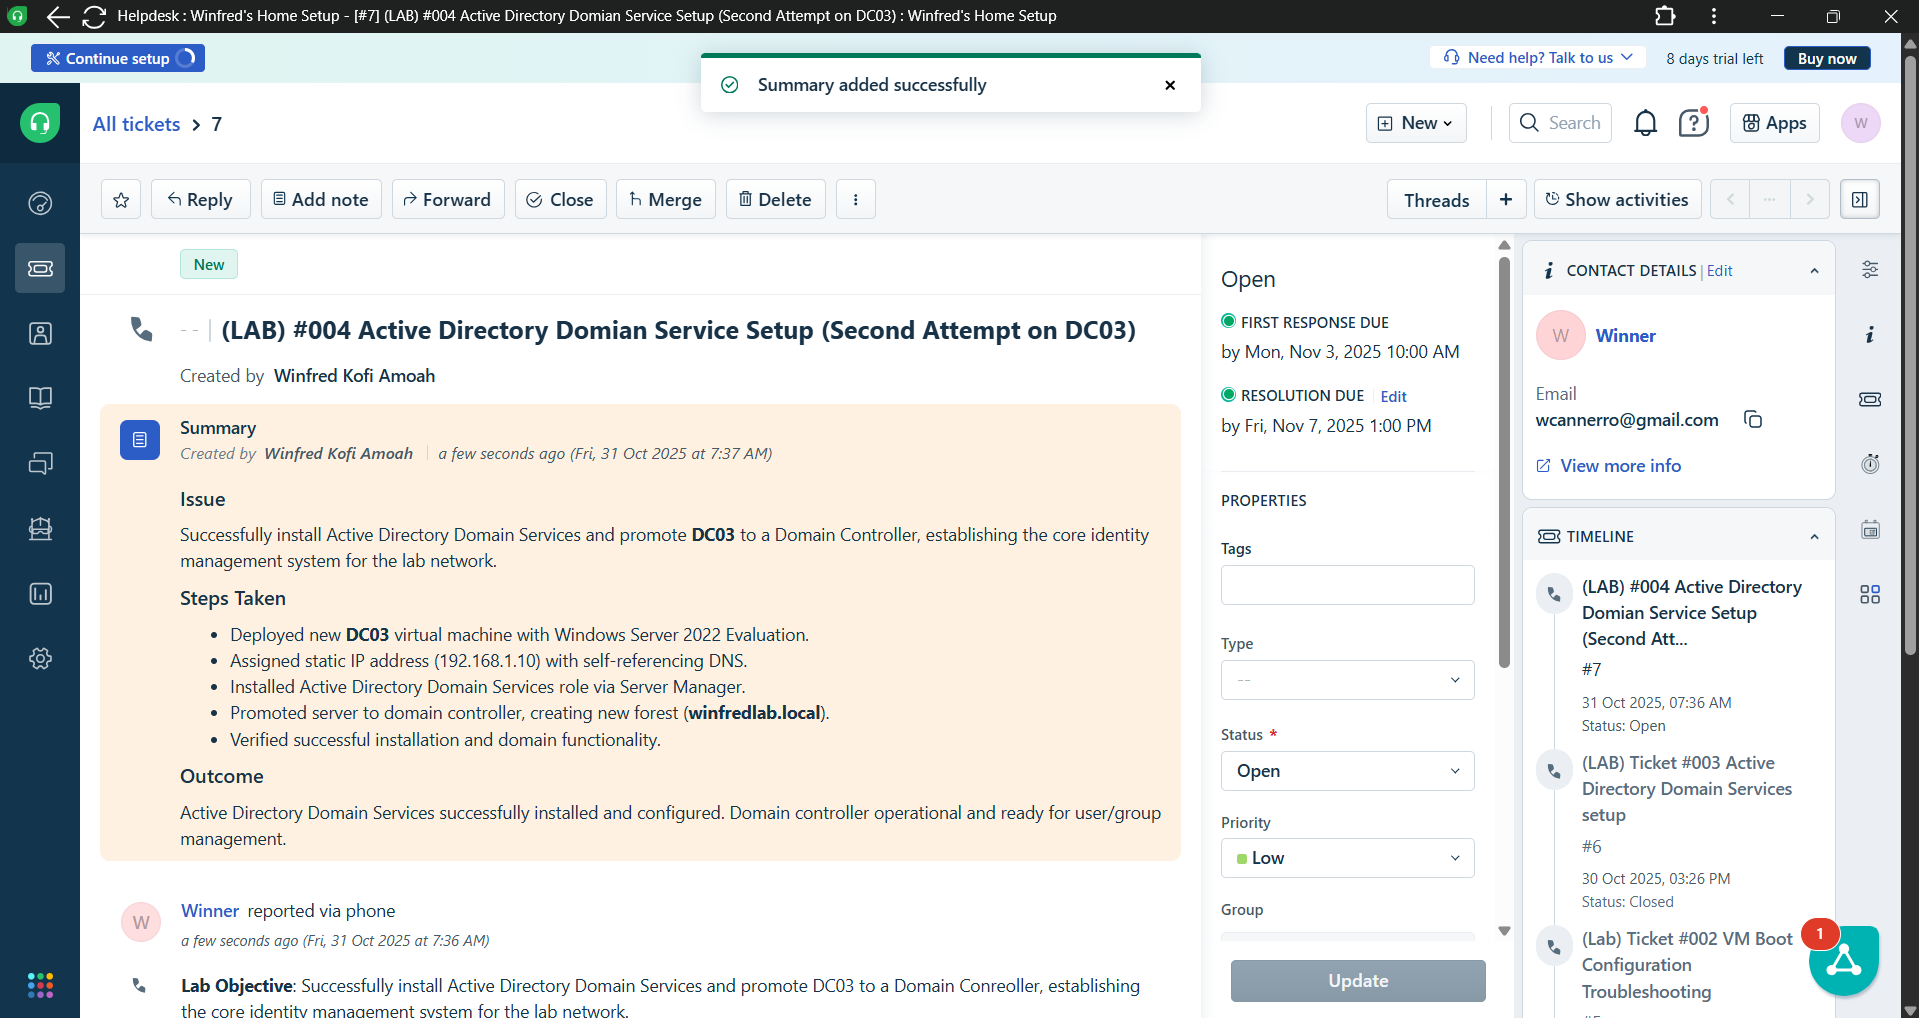 Helpdesk : Winfred's Home Setup - [#7] (LAB) #004 Active Directory Domian Service Setup (Second Attempt on DC03) : Winfred's Home Setup
Continue setup
Summary added successfully
Need help? Talk to us
8 days trial left
Buy now
All tickets > 7
New
Search
Apps
W
Reply
Add note
Forward
Close
Merge
Delete
Threads
+
Show activities
New
-- | (LAB) #004 Active Directory Domian Service Setup (Second Attempt on DC03)
Created by Winfred Kofi Amoah
Summary
Created by Winfred Kofi Amoah | a few seconds ago (Fri, 31 Oct 2025 at 7:37 AM)
Issue
Successfully install Active Directory Domain Services and promote DC03 to a Domain Controller, establishing the core identity
management system for the lab network.
Steps Taken
• Deployed new DC03 virtual machine with Windows Server 2022 Evaluation.
• Assigned static IP address (192.168.1.10) with self-referencing DNS.
• Installed Active Directory Domain Services role via Server Manager.
• Promoted server to domain controller, creating new forest (winfredlab.local).
• Verified successful installation and domain functionality.
Outcome
Active Directory Domain Services successfully installed and configured. Domain controller operational and ready for user/group
management.
W
Winner reported via phone
a few seconds ago (Fri, 31 Oct 2025 at 7:36 AM)
Lab Objective: Successfully install Active Directory Domain Services and promote DC03 to a Domain Conreoller, establishing
the core identity management system for the lab network.
Open
FIRST RESPONSE DUE
by Mon, Nov 3, 2025 10:00 AM
RESOLUTION DUE | Edit
by Fri, Nov 7, 2025 1:00 PM
PROPERTIES
Tags
Type
--
Status *
Open
Priority
Low
Group
Update
CONTACT DETAILS | Edit
W
Winner
Email
wcannerro@gmail.com
View more info
TIMELINE
(LAB) #004 Active Directory
Domian Service Setup
(Second Att...
#7
31 Oct 2025, 07:36 AM
Status: Open
(LAB) Ticket #003 Active
Directory Domain Services
setup
#6
30 Oct 2025, 03:26 PM
Status: Closed
(Lab) Ticket #002 VM Boot
Configuration
Troubleshooting
1